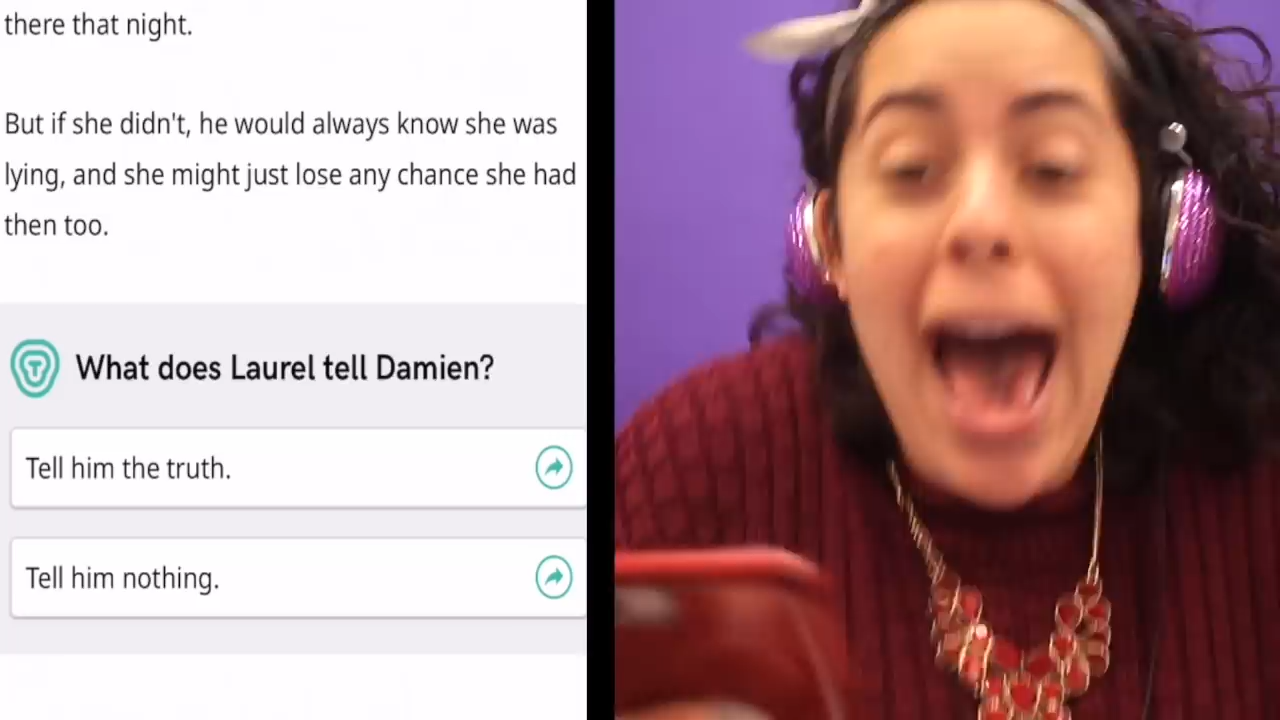 there that night.
But if she didn't, he would always know she was
lying, and she might just lose any chance she had
then too.
What does Laurel tell Damien?
Tell him the truth.
Tell him nothing.